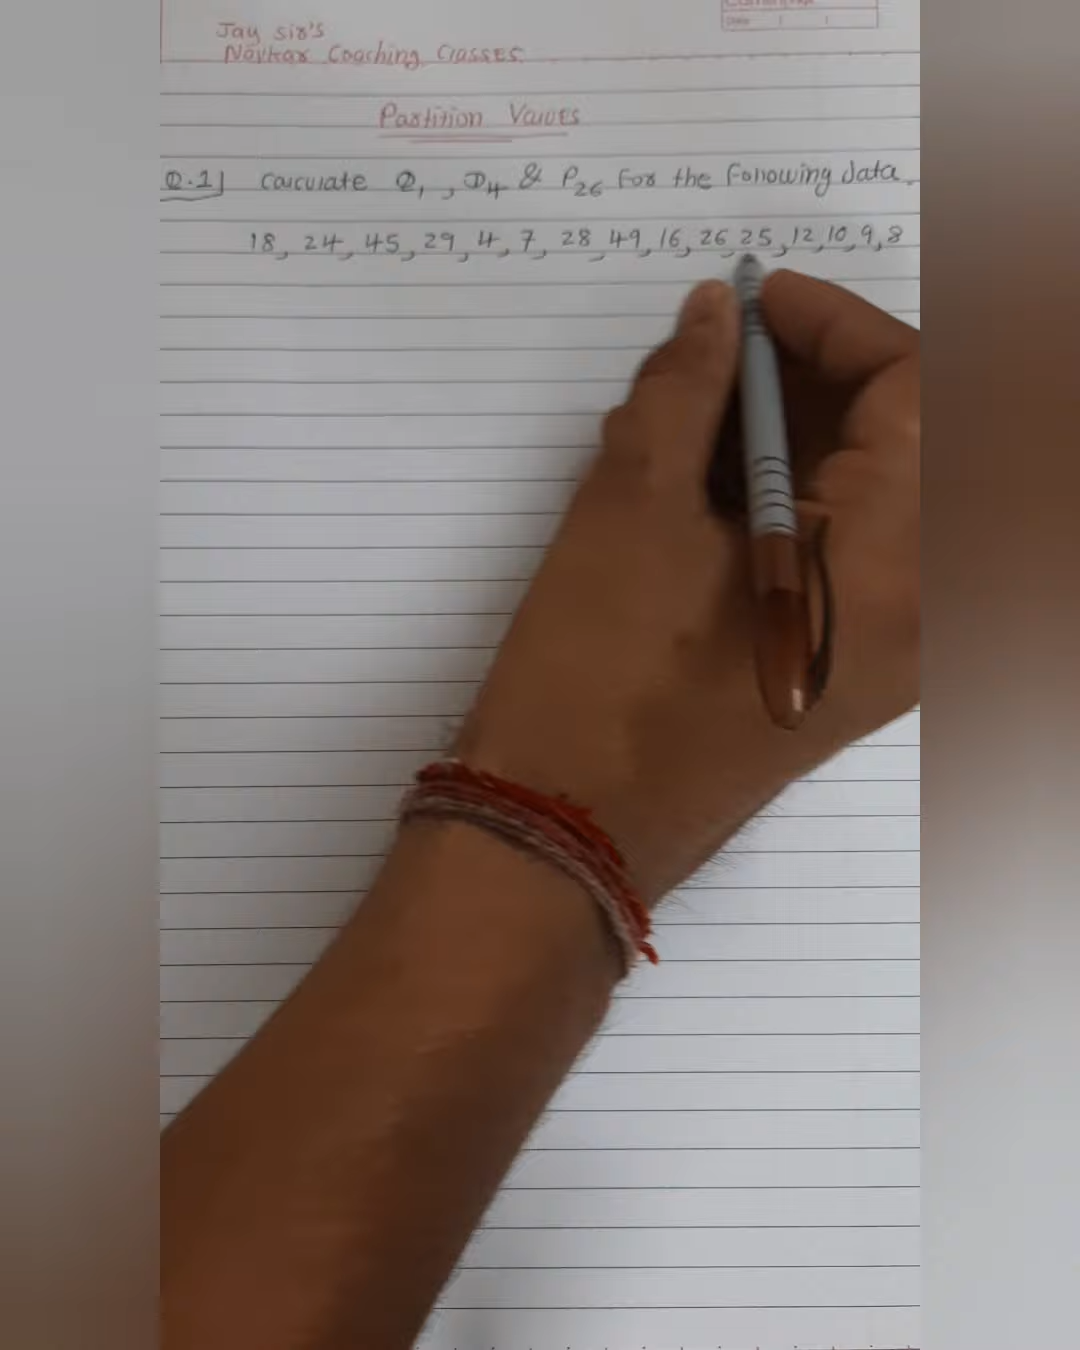 Jay sir's
Navkar Coaching Classes.
Date
Partition Values
Q.1] Calculate Q1, D4 & P26 For the Following data.
18, 24, 45, 29, 4, 7, 28, 49, 16, 26, 25, 12, 10, 9, 8